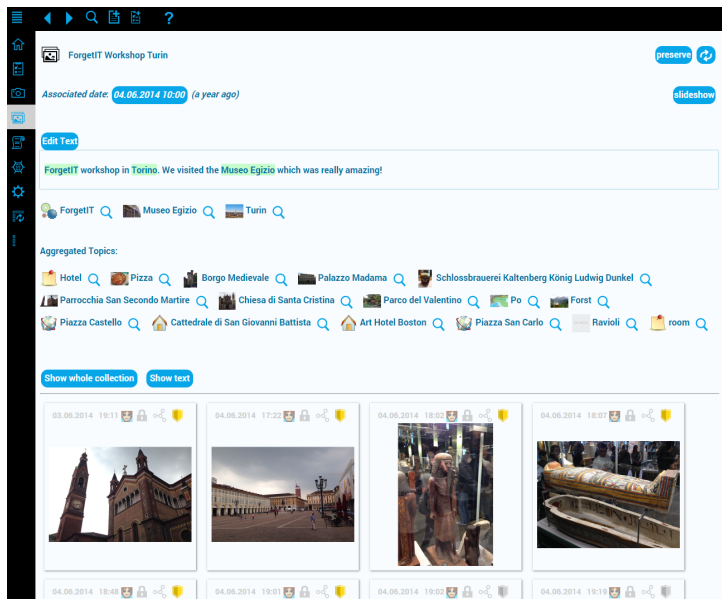 ?
ForgetIT Workshop Turin
preserve
Associated date: 04.06.2014 10:00 (a year ago)
slideshow
Edit Text
ForgetIT workshop in Torino. We visited the Museo Egizio which was really amazing!
ForgetIT Museo Egizio Turin
Aggregated Topics:
Hotel Pizza Borgo Medievale Palazzo Madama Schlossbrauerei Kaltenberg König Ludwig Dunkel
Parrocchia San Secondo Martire Chiesa di Santa Cristina Parco del Valentino Po Forst
Piazza Castello Cattedrale di San Giovanni Battista Art Hotel Boston Piazza San Carlo Ravioli room
Show whole collection Show text
03.06.2014 19:11 04.06.2014 17:22 04.06.2014 18:02 04.06.2014 18:07
04.06.2014 18:48 04.06.2014 19:01 04.06.2014 19:02 04.06.2014 19:19